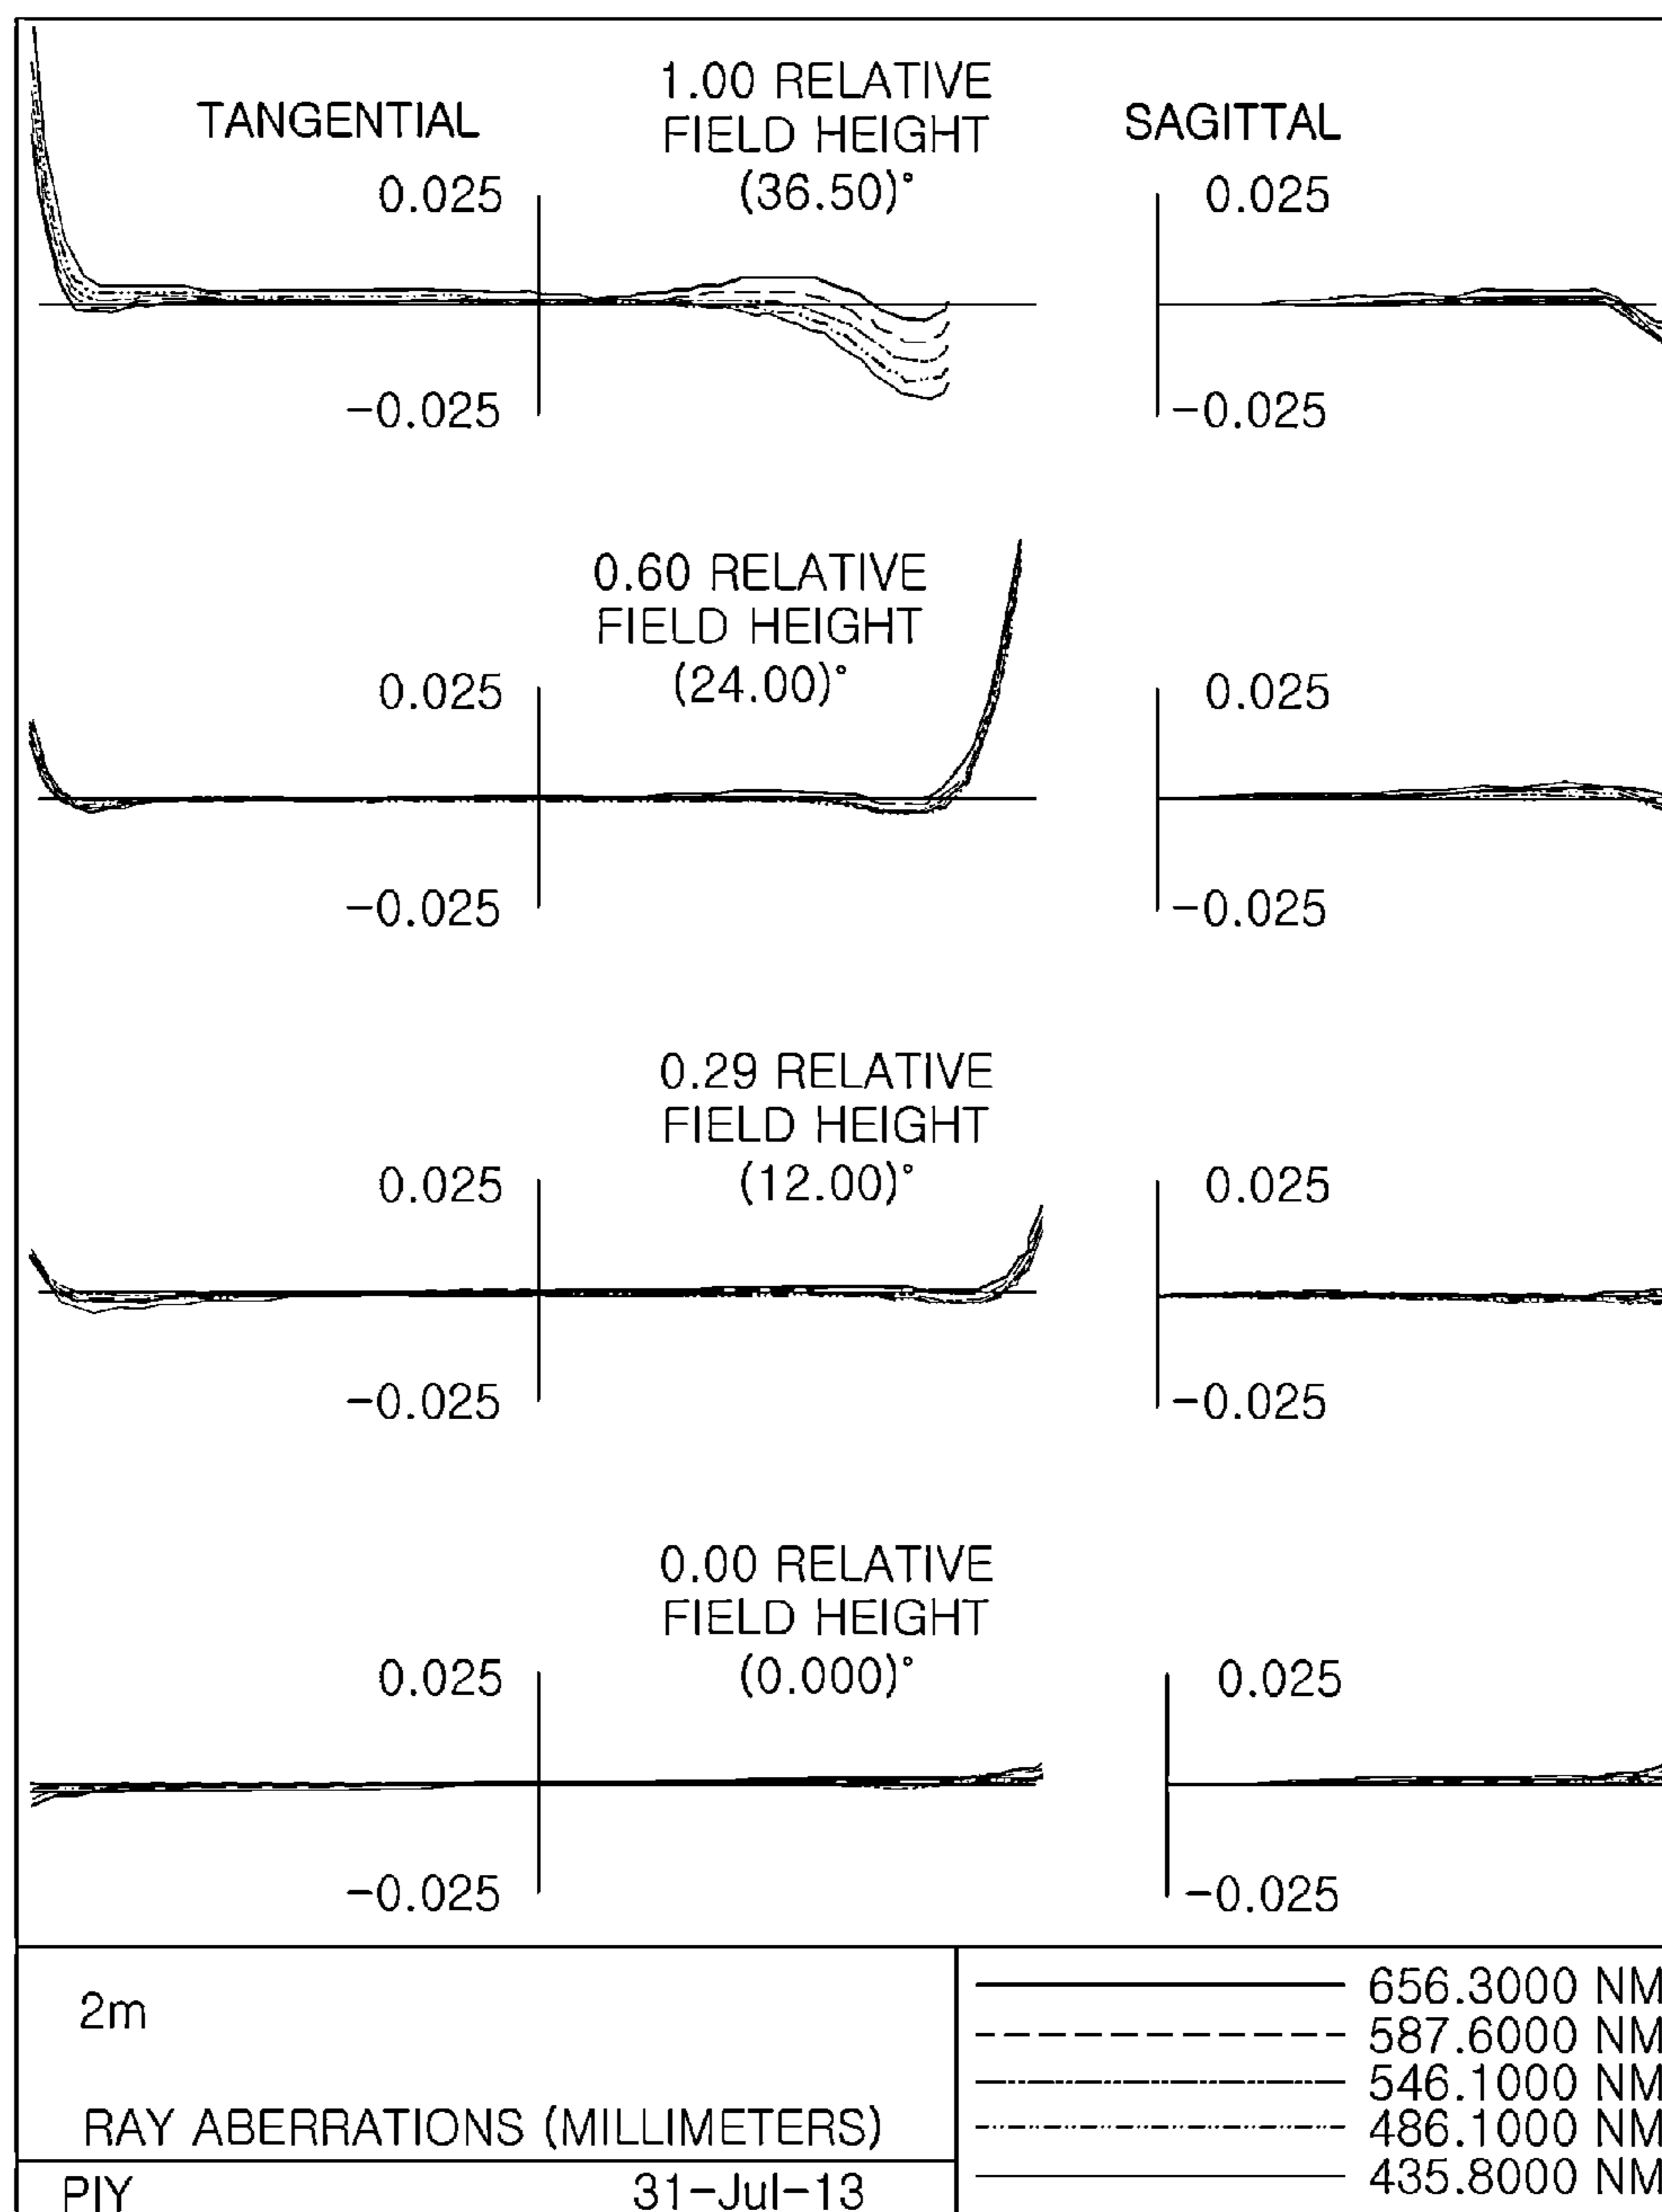 1.00 RELATIVE
TANGENTIAL FIELD HEIGHT SAGITTAL
0.025 (36.50)° 0.025
-0.025 -0.025
0.60 RELATIVE
FIELD HEIGHT
0.025 (24.00)° 0.025
-0.025 -0.025
0.29 RELATIVE
FIELD HEIGHT
0.025 (12.00)° 0.025
-0.025 -0.025
0.00 RELATIVE
FIELD HEIGHT
0.025 (0.000)° 0.025
-0.025 -0.025
2m
RAY ABERRATIONS (MILLIMETERS)
PIY 31-Jul-13
656.3000 NM
587.6000 NM
546.1000 NM
486.1000 NM
435.8000 NM